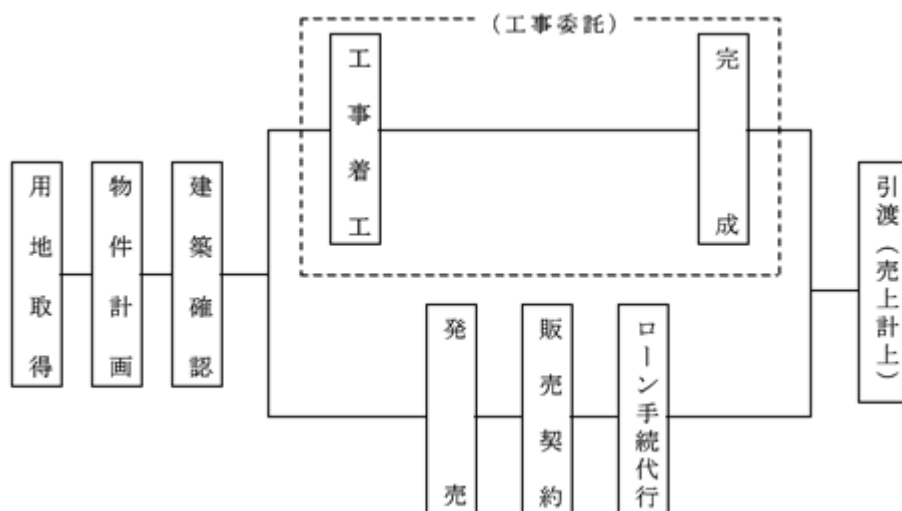 (工事委託)
用地取得
物件計画
建築確認
工事着工
完成
発売
販売契約
ローン手続代行
引渡(売上計上)